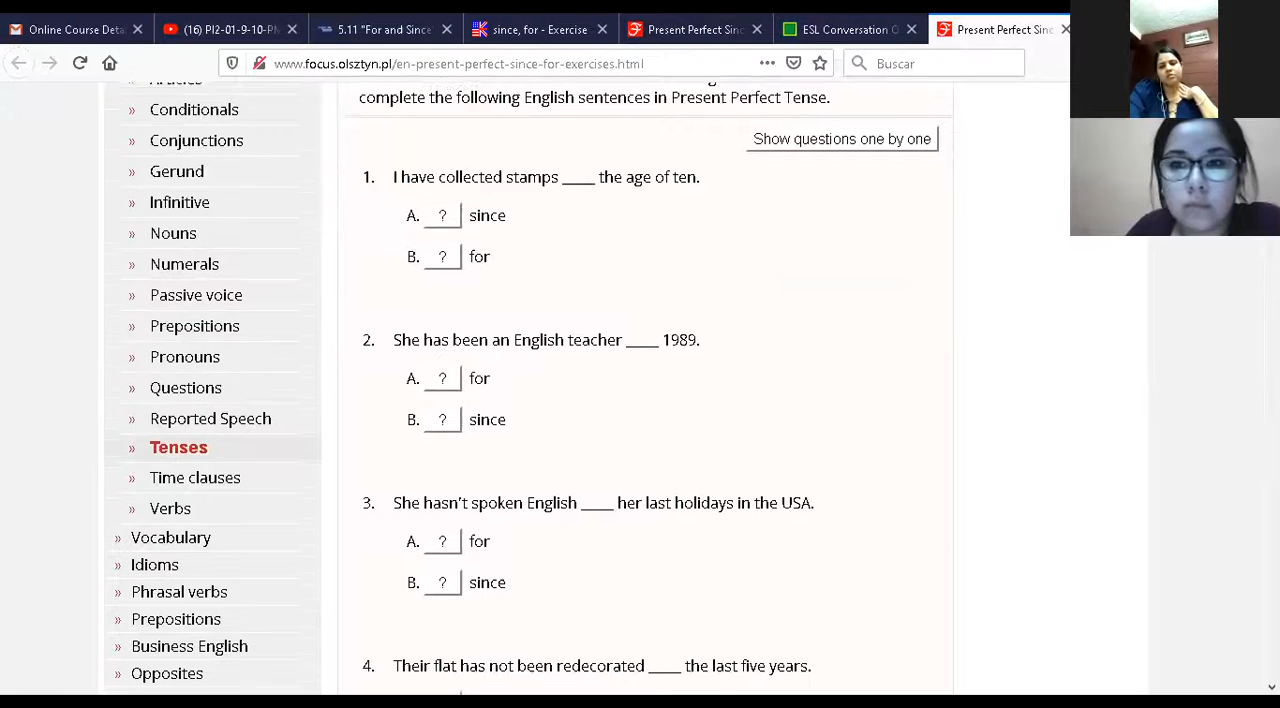 Online Course Deta
(16) PI2-01-R-10-P
5.11 "For and Since"
since, for - Exercise
Present Perfect Sinc
ESL Conversation Q
Present Perfect Sinc
www.focus.olsztyn.pl/en-present-perfect-since-for-exercises.html
Buscar
Conditionals
Conjunctions
Gerund
Infinitive
Nouns
Numerals
Passive voice
Prepositions
Pronouns
Questions
Reported Speech
Tenses
Time clauses
Verbs
Vocabulary
Idioms
Phrasal verbs
Prepositions
Business English
Opposites
complete the following English sentences in Present Perfect Tense.
Show questions one by one
1. I have collected stamps ____ the age of ten.
A. ? since
B. ? for
2. She has been an English teacher ____ 1989.
A. ? for
B. ? since
3. She hasn't spoken English ____ her last holidays in the USA.
A. ? for
B. ? since
4. Their flat has not been redecorated ____ the last five years.